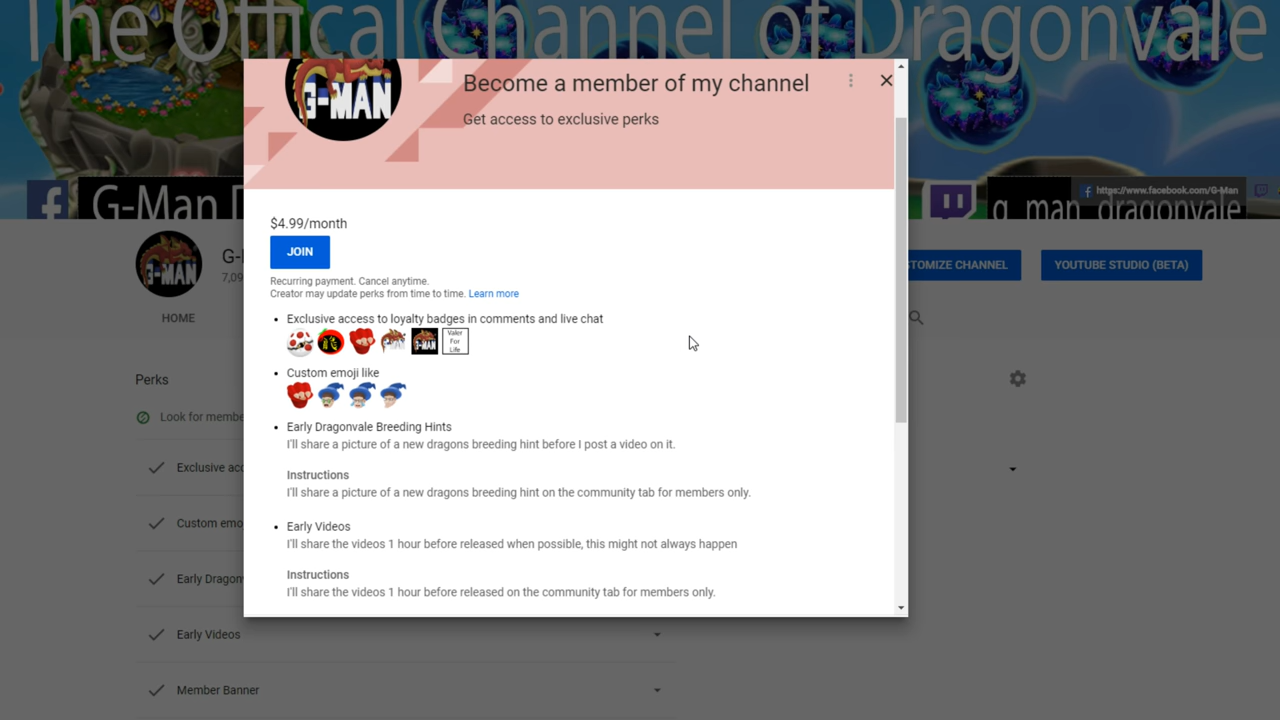 The Offical Channel of Dragonvale
G-MAN
Become a member of my channel
Get access to exclusive perks
G-Man D
https://www.facebook.com/G-Man
g_man_dragonvale
$4.99/month
JOIN
G-MAN
G-
7,09
TOMIZE CHANNEL
YOUTUBE STUDIO (BETA)
Recurring payment. Cancel anytime.
Creator may update perks from time to time. Learn more
HOME
Exclusive access to loyalty badges in comments and live chat
G-MAN
Valer
For
Life
Custom emoji like
Perks
Look for membe
Early Dragonvale Breeding Hints
I'll share a picture of a new dragons breeding hint before I post a video on it.
Exclusive acc
Instructions
I'll share a picture of a new dragons breeding hint on the community tab for members only.
Custom emo
Early Videos
I'll share the videos 1 hour before released when possible, this might not always happen
Early Dragon
Instructions
I'll share the videos 1 hour before released on the community tab for members only.
Early Videos
Member Banner